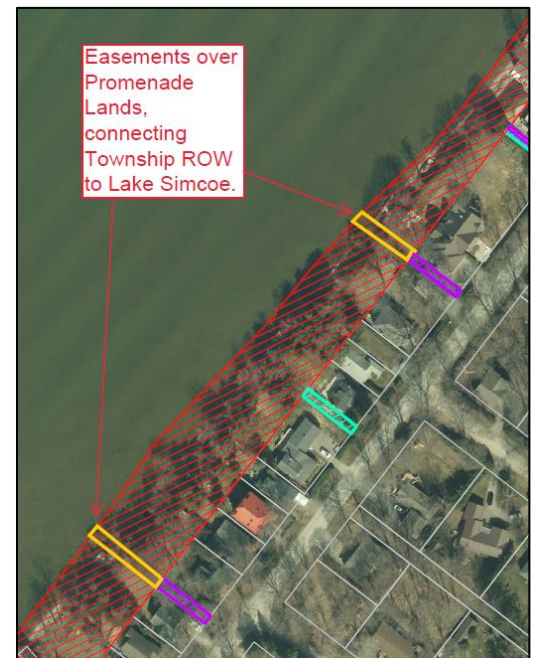 Easements over
Promenade
Lands,
connecting
Township ROW
to Lake Simcoe.